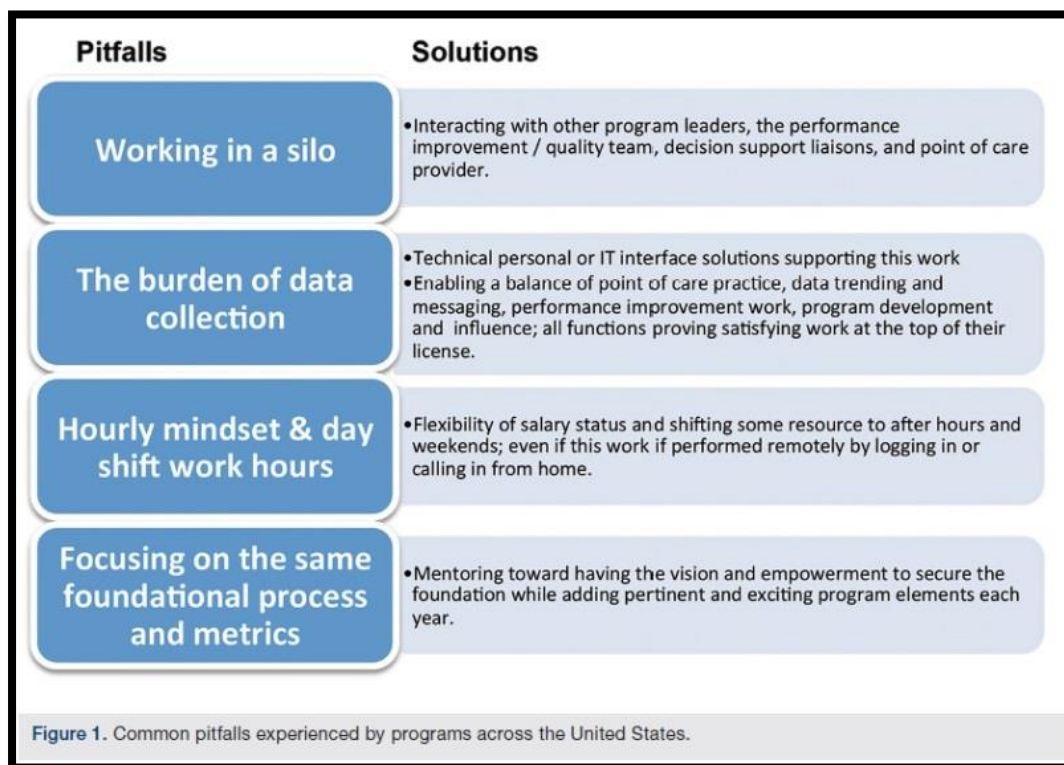 Pitfalls
Solutions
Working in a silo
•Interacting with other program leaders, the performance
improvement / quality team, decision support liaisons, and point of care
provider.
The burden of data
collection
•Technical personal or IT interface solutions supporting this work
•Enabling a balance of point of care practice, data trending and
messaging, performance improvement work, program development
and influence; all functions proving satisfying work at the top of their
license.
Hourly mindset & day
shift work hours
•Flexibility of salary status and shifting some resource to after hours and
weekends; even if this work if performed remotely by logging in or
calling in from home.
Focusing on the same
foundational process
and metrics
•Mentoring toward having the vision and empowerment to secure the
foundation while adding pertinent and exciting program elements each
year.
Figure 1. Common pitfalls experienced by programs across the United States.